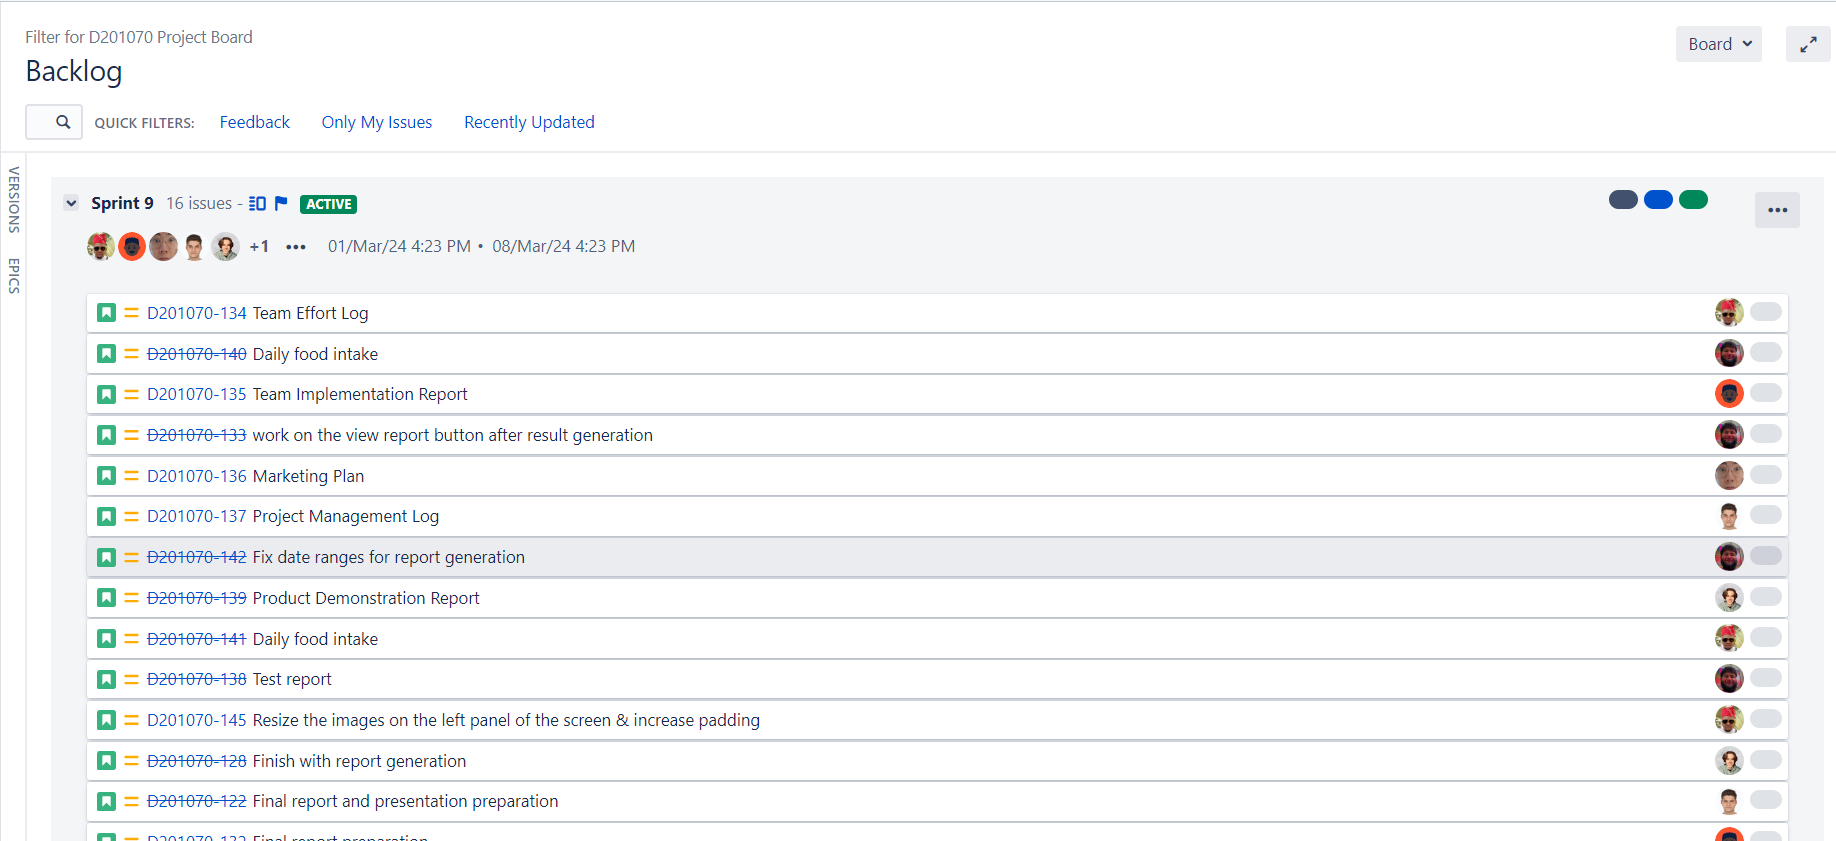 Filter for D201070 Project Board
Board
Backlog
QUICK FILTERS: Feedback Only My Issues Recently Updated
VERSIONS
EPICS
Sprint 9 16 issues - ACTIVE
+1 ••• 01/Mar/24 4:23 PM • 08/Mar/24 4:23 PM
D201070-134 Team Effort Log
D201070-140 Daily food intake
D201070-135 Team Implementation Report
D201070-133 work on the view report button after result generation
D201070-136 Marketing Plan
D201070-137 Project Management Log
D201070-142 Fix date ranges for report generation
D201070-139 Product Demonstration Report
D201070-141 Daily food intake
D201070-138 Test report
D201070-145 Resize the images on the left panel of the screen & increase padding
D201070-128 Finish with report generation
D201070-122 Final report and presentation preparation
D201070-132 Final report preparation